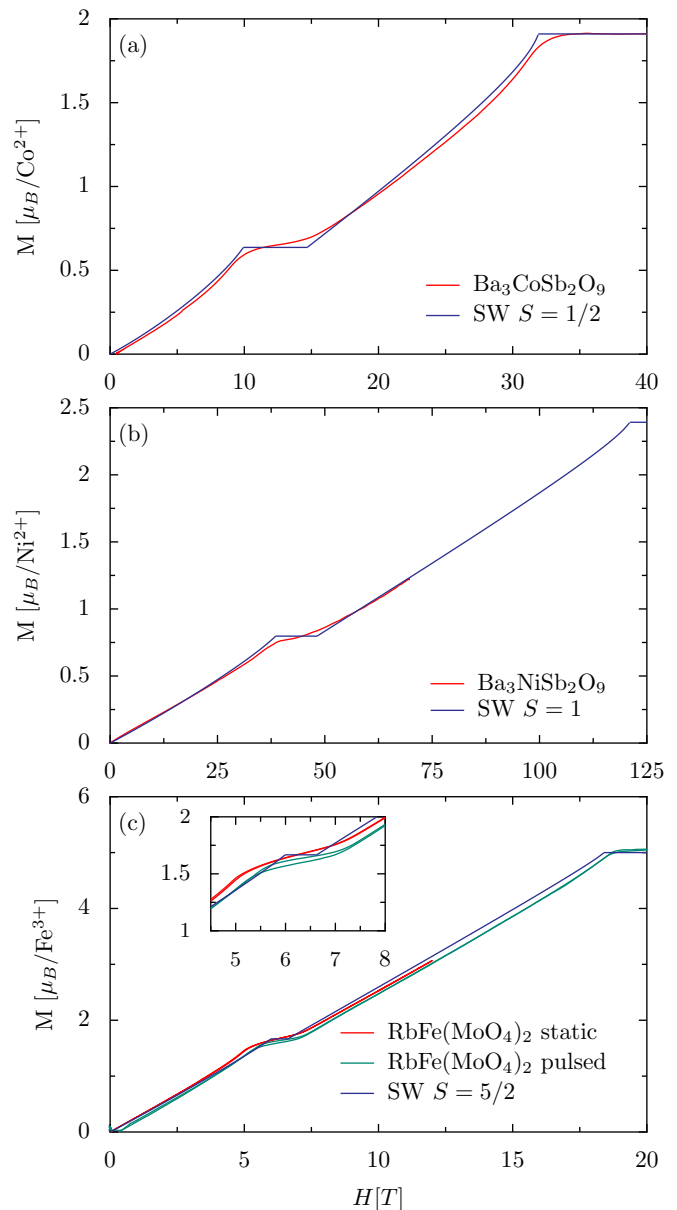 (a)
M [μ_B/Co²⁺]
2
1.5
1
0.5
0
0 10 20 30 40
Ba₃CoSb₂O₉
SW S = 1/2
(b)
M [μ_B/Ni²⁺]
2.5
2
1.5
1
0.5
0
0 25 50 75 100 125
Ba₃NiSb₂O₉
SW S = 1
(c)
M [μ_B/Fe³⁺]
6
4
2
0
2
1.5
1
5 6 7 8
RbFe(MoO₄)₂ static
RbFe(MoO₄)₂ pulsed
SW S = 5/2
0 5 10 15 20
H[T]